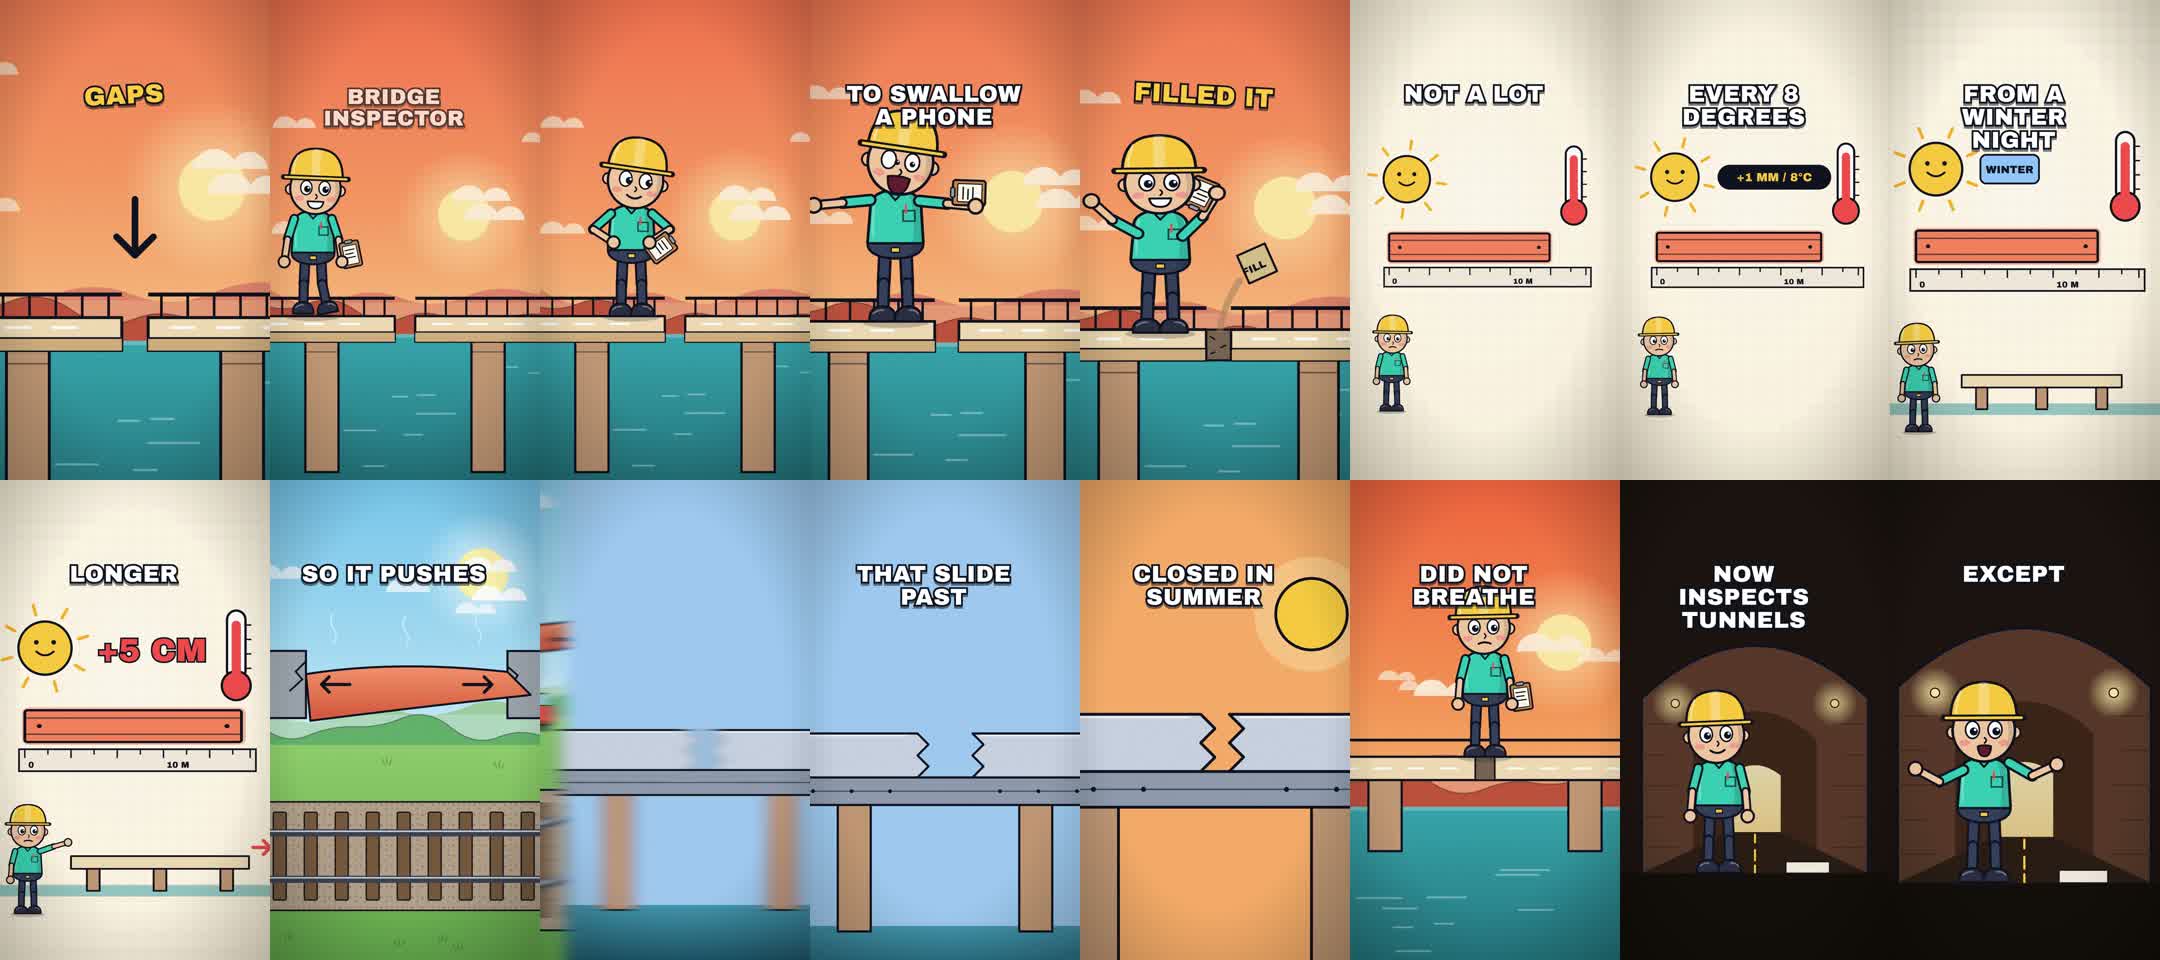 GAPS
BRIDGE
INSPECTOR
TO SWALLOW
A PHONE
FILLED IT
FILL
NOT A LOT
0
10 M
EVERY 8
DEGREES
+1 MM / 8°C
0
10 M
FROM A
WINTER
NIGHT
WINTER
0
10 M
LONGER
+5 CM
0
10 M
SO IT PUSHES
THAT SLIDE
PAST
CLOSED IN
SUMMER
DID NOT
BREATHE
NOW
INSPECTS
TUNNELS
EXCEPT